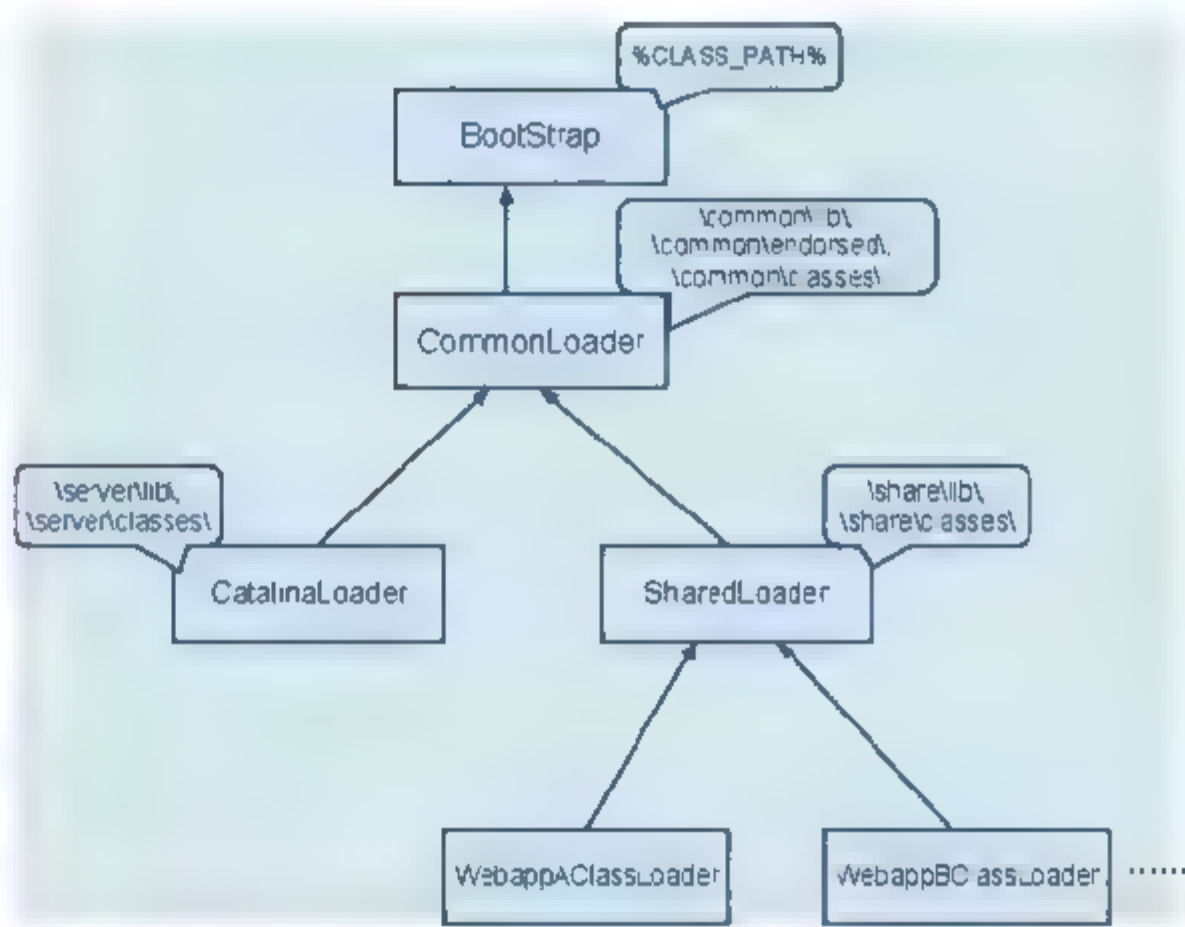 %CLASS_PATH%
BootStrap
\common\lib\
\common\endorsed\,
\common\classes\
CommonLoader
\server\lib\,
\server\classes\
\share\lib\
\share\classes\
CatalinaLoader
SharedLoader
WebappAClassLoader
WebappBClassLoader
......